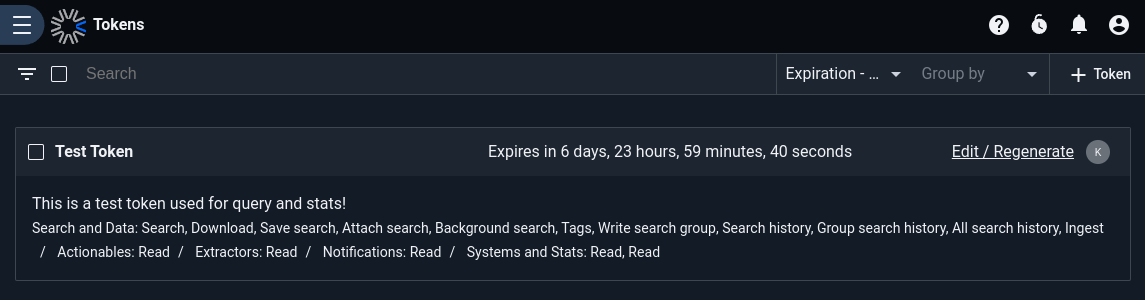 Tokens
Search
Expiration - ...
Group by
+ Token
Test Token
Expires in 6 days, 23 hours, 59 minutes, 40 seconds
Edit / Regenerate
K
This is a test token used for query and stats!
Search and Data: Search, Download, Save search, Attach search, Background search, Tags, Write search group, Search history, Group search history, All search history, Ingest
/ Actionables: Read / Extractors: Read / Notifications: Read / Systems and Stats: Read, Read